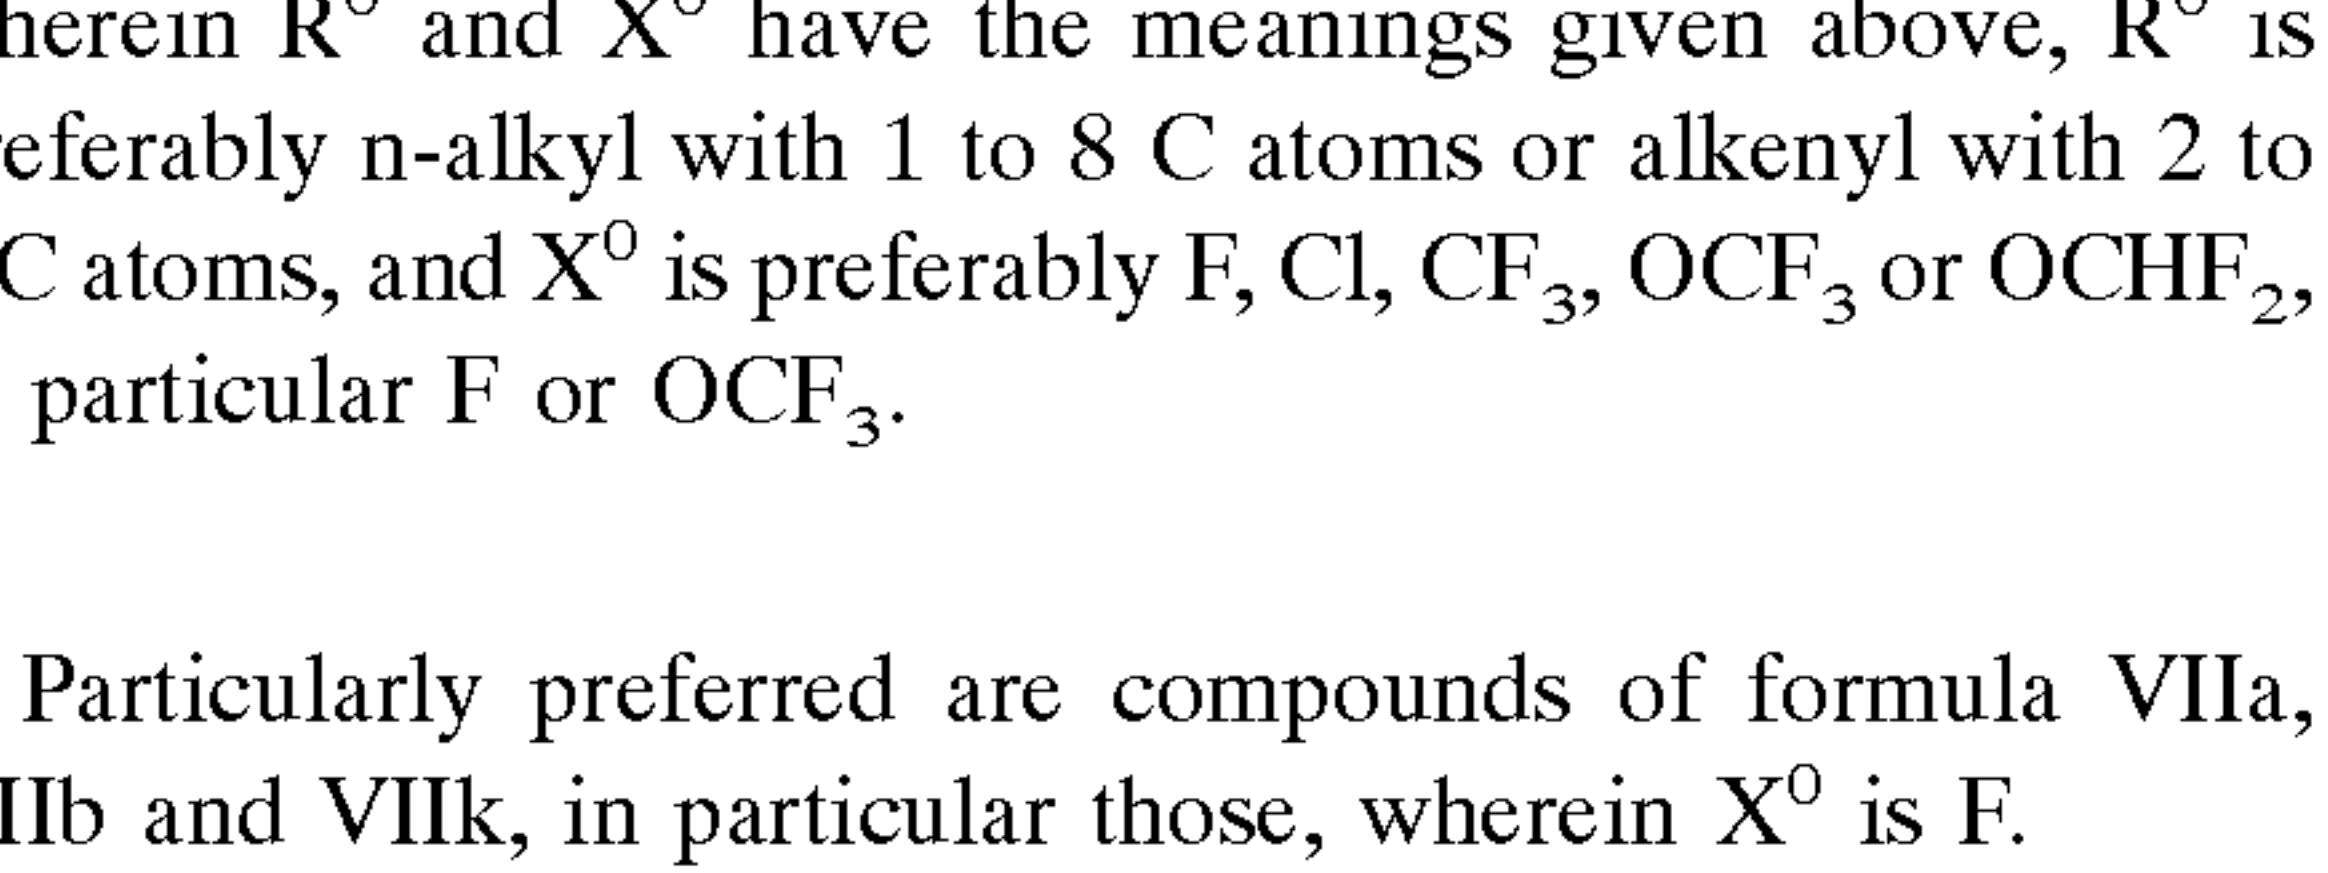 herein R⁰ and X⁰ have the meanings given above, R⁰ is
eferably n-alkyl with 1 to 8 C atoms or alkenyl with 2 to
C atoms, and X⁰ is preferably F, Cl, CF₃, OCF₃ or OCHF₂,
particular F or OCF₃.
Particularly preferred are compounds of formula VIIa,
IIb and VIIk, in particular those, wherein X⁰ is F.